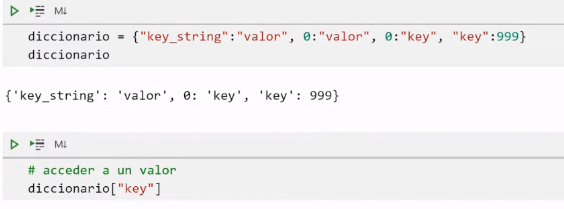 M↓
diccionario = {"key_string":"valor", 0:"valor", 0:"key", "key":999}
diccionario
{'key_string': 'valor', 0: 'key', 'key': 999}
M↓
# acceder a un valor
diccionario["key"]